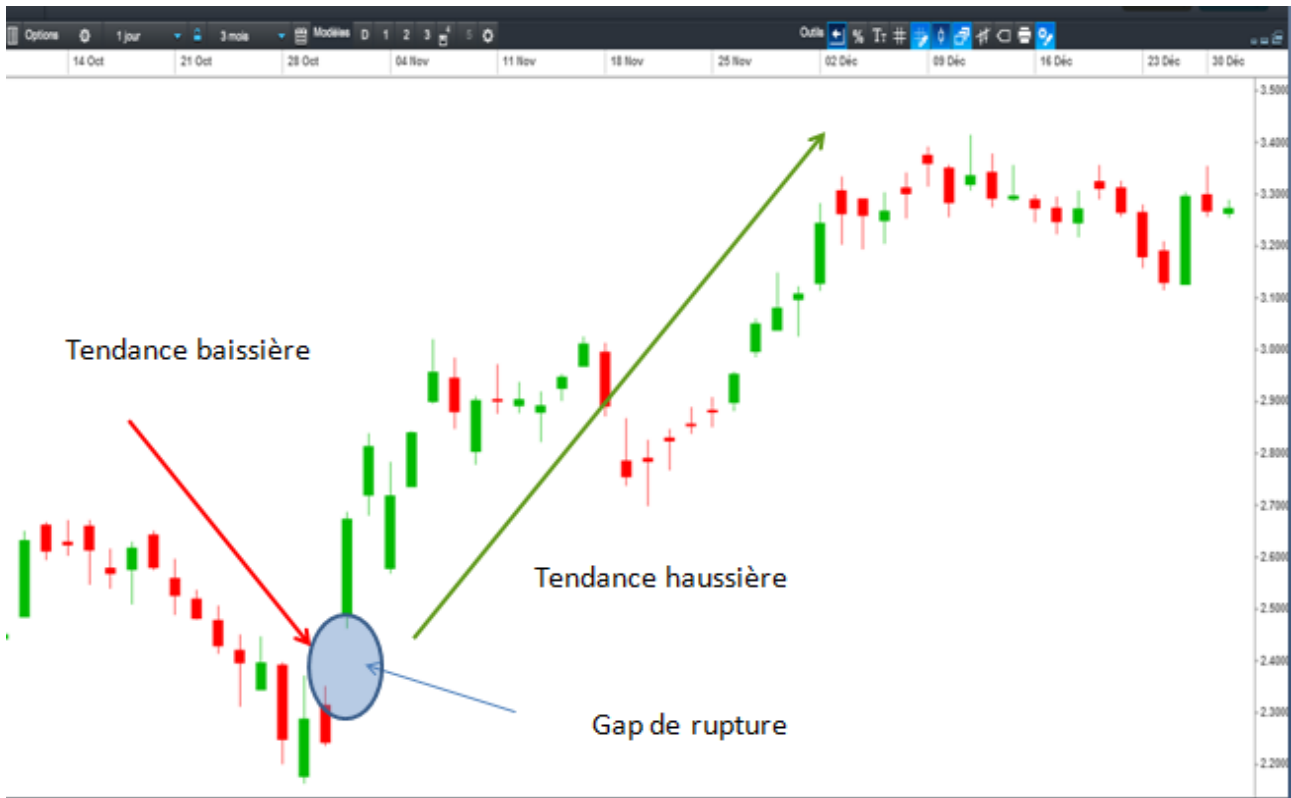 Options 1 jour 3 mois Modèles D 1 2 3 4 5 Outils % TT
14 Oct 21 Oct 28 Oct 04 Nov 11 Nov 18 Nov 25 Nov 02 Déc 09 Déc 16 Déc 23 Déc 30 Déc
3.5000
3.4000
3.3000
3.2000
3.1000
Tendance baissière
3.0000
2.9000
2.8000
2.7000
2.6000
Tendance haussière
2.5000
2.4000
2.3000
Gap de rupture
2.2000